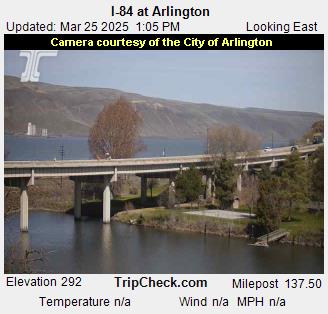 I-84 at Arlington
Updated: Mar 25 2025 1:05 PM Looking East
Camera courtesy of the City of Arlington
Elevation 292 TripCheck.com Milepost 137.50
Temperature n/a Wind n/a MPH n/a